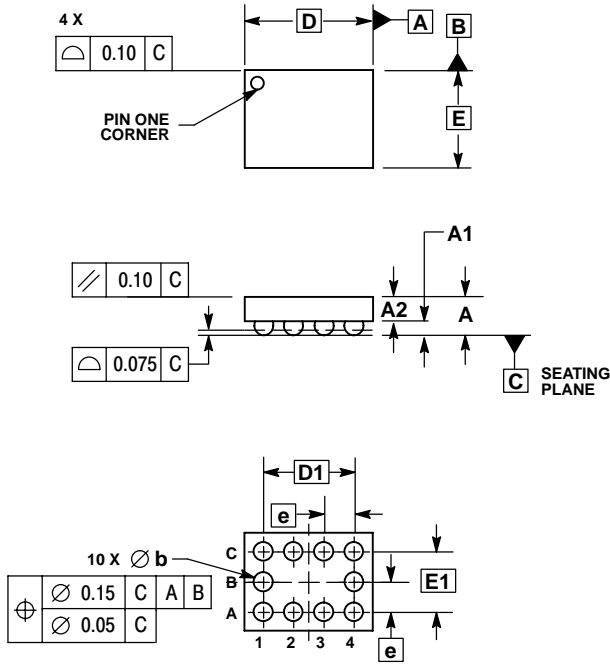 4 X
⌓ 0.10 C
D
A
B
PIN ONE
CORNER
E
A1
⫽ 0.10 C
A2
A
⌓ 0.075 C
C
SEATING
PLANE
D1
e
10 X ∅ b
C
B
A
E1
⌖ ∅ 0.15 C A B
∅ 0.05 C
1 2 3 4
e